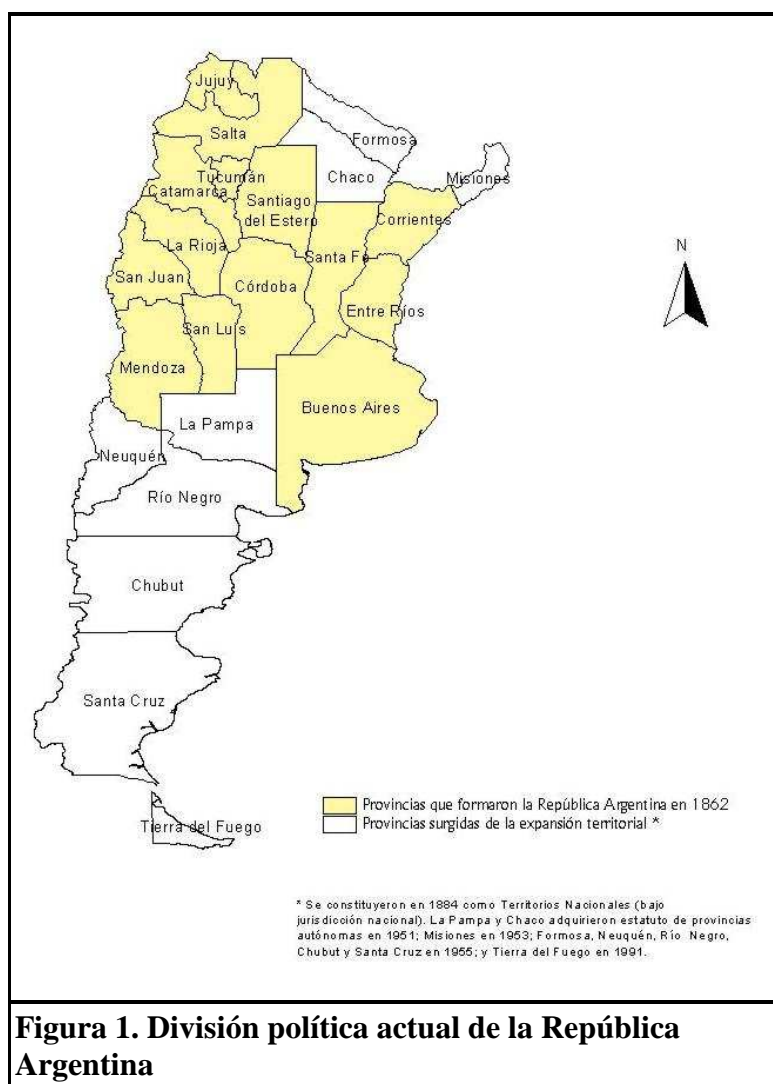 Jujuy
Formosa
Salta
Misiones
Chaco
Tucumán
Catamarca
Santiago
del Estero
Corrientes
La Rioja
Santa Fe
N
San Juan
Córdoba
Entre Ríos
San Luis
Mendoza
Buenos Aires
La Pampa
Neuquén
Río Negro
Chubut
Santa Cruz
Provincias que formaron la República Argentina en 1862
Provincias surgidas de la expansión territorial *
Tierra del Fuego
* Se constituyeron en 1884 como Territorios Nacionales (bajo
jurisdicción nacional). La Pampa y Chaco adquirieron estatuto de provincias
autónomas en 1951; Misiones en 1953; Formosa, Neuquén, Río Negro,
Chubut y Santa Cruz en 1955; y Tierra del Fuego en 1991.
Figura 1. División política actual de la República
Argentina